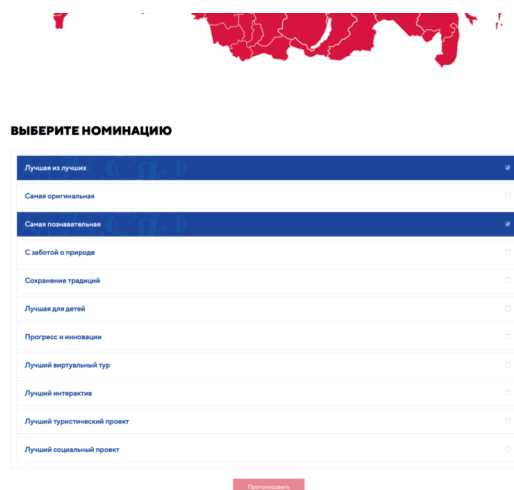 ВЫБЕРИТЕ НОМИНАЦИЮ
Лучшая из лучших
Самая оригинальная
Самая познавательная
С заботой о природе
Сохранение традиций
Лучшая для детей
Прогресс и инновации
Лучший виртуальный тур
Лучший интерактив
Лучший туристический проект
Лучший социальный проект
Проголосовать